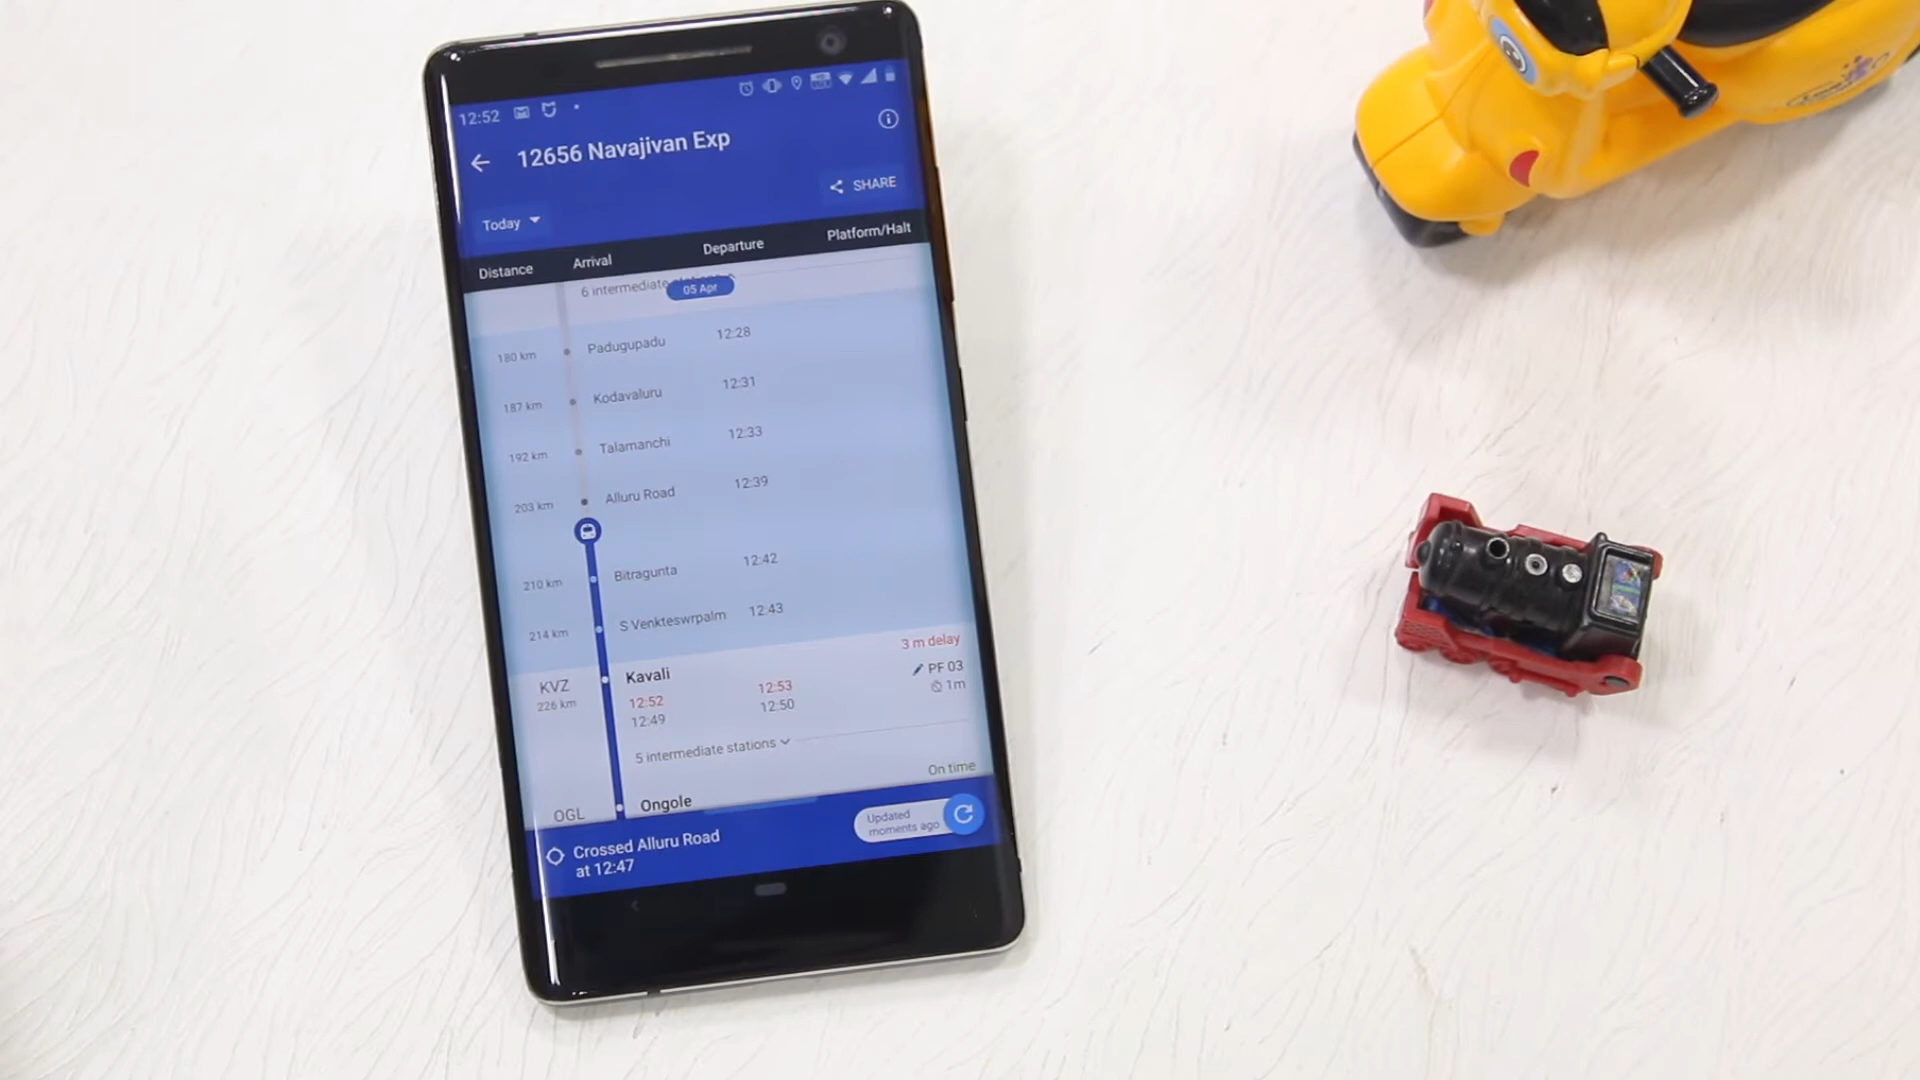 12:52
12656 Navajivan Exp
SHARE
Today
Distance Arrival Departure Platform/Halt
6 intermediate
05 Apr
180 km Padugupadu 12:28
187 km Kodavaluru 12:31
192 km Talamanchi 12:33
203 km Alluru Road 12:39
210 km Bitragunta 12:42
214 km S Venkteswrpalm 12:43
3 m delay
KVZ Kavali PF 03
226 km 12:52 12:53 1m
12:49 12:50
5 intermediate stations
On time
OGL Ongole
Updated
moments ago
Crossed Alluru Road
at 12:47